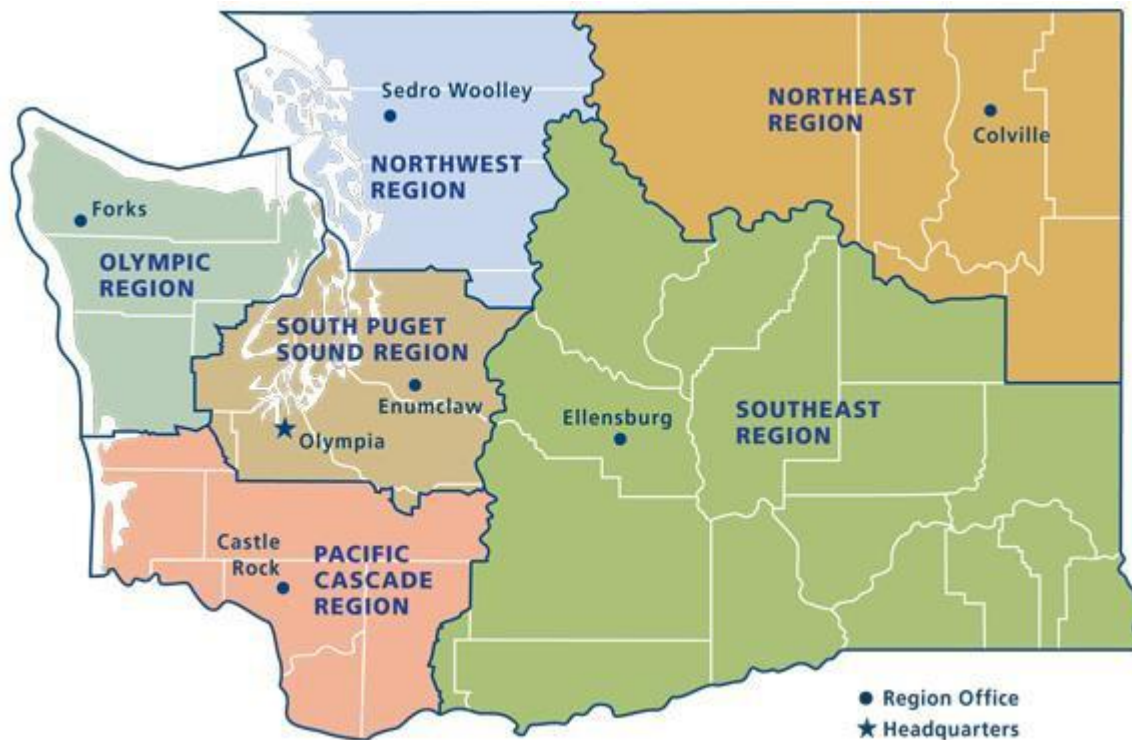 Sedro Woolley
NORTHWEST
REGION
NORTHEAST
REGION
Colville
Forks
OLYMPIC
REGION
SOUTH PUGET
SOUND REGION
Enumclaw
Olympia
Ellensburg
SOUTHEAST
REGION
Castle
Rock
PACIFIC
CASCADE
REGION
Region Office
Headquarters